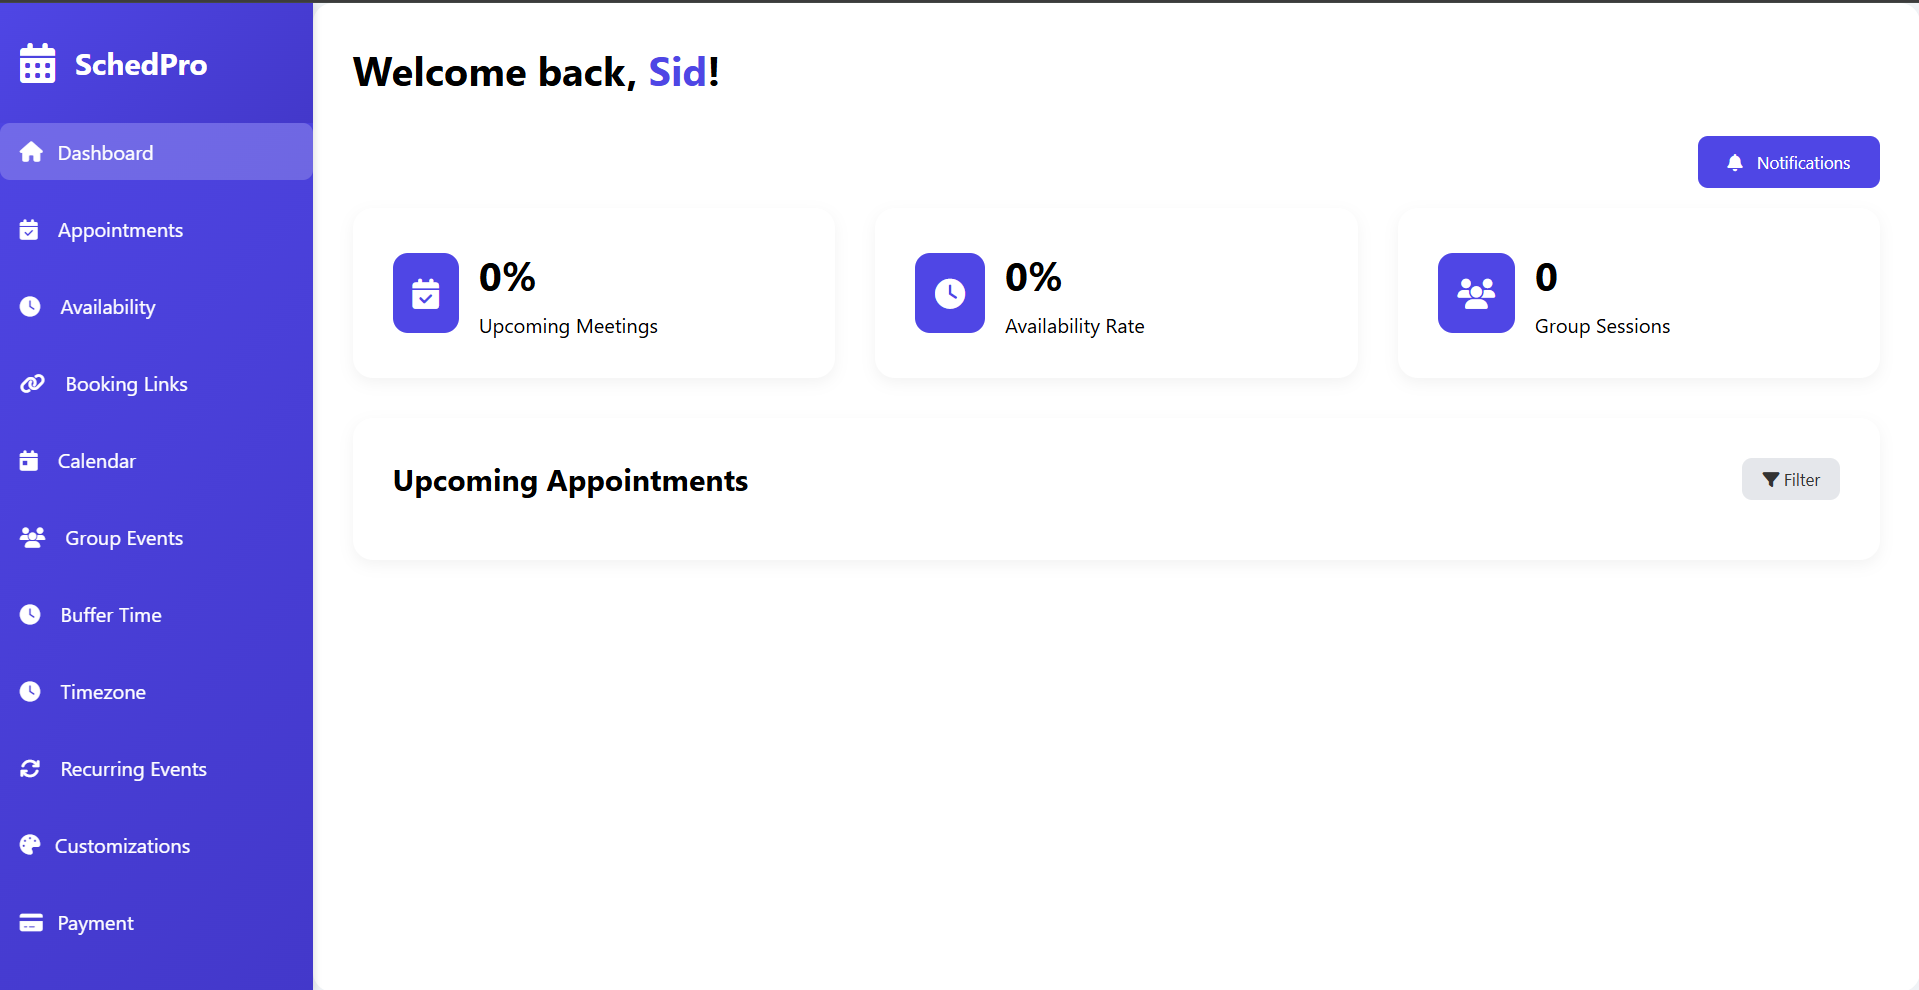 SchedPro
Dashboard
Appointments
Availability
Booking Links
Calendar
Group Events
Buffer Time
Timezone
Recurring Events
Customizations
Payment
Welcome back, Sid!
Notifications
0%
Upcoming Meetings
0%
Availability Rate
0
Group Sessions
Upcoming Appointments
Filter